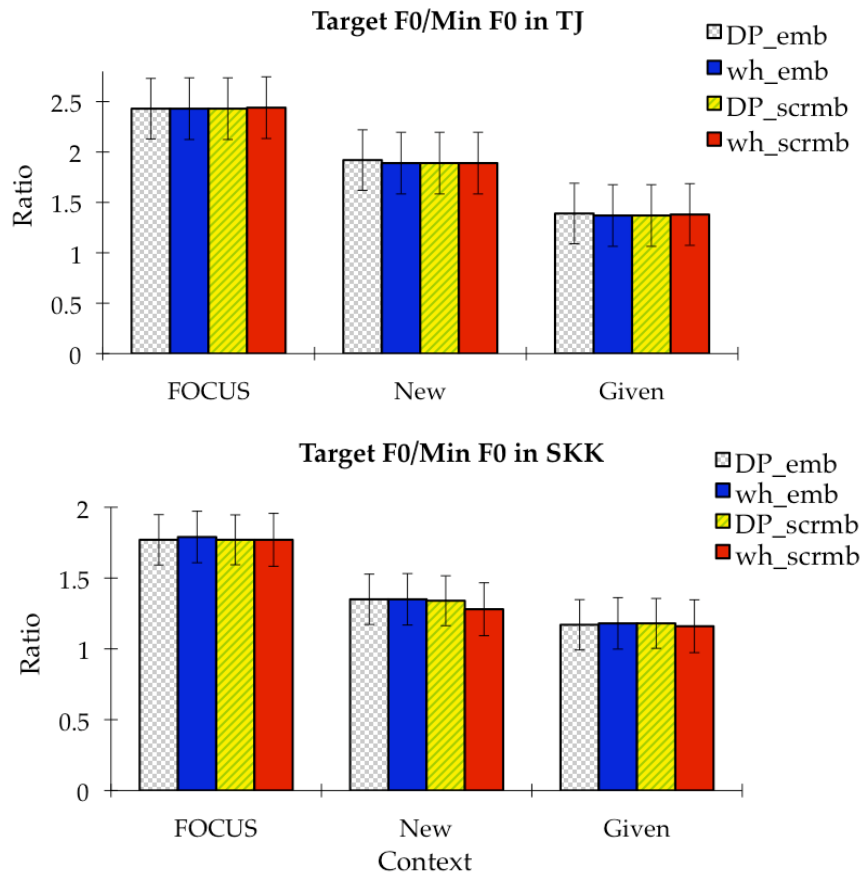 Target F0/Min F0 in TJ
DP_emb
wh_emb
DP_scrmb
wh_scrmb
Ratio
2.5
2
1.5
1
0.5
0
FOCUS New Given
Target F0/Min F0 in SKK
DP_emb
wh_emb
DP_scrmb
wh_scrmb
Ratio
2
1.5
1
0.5
0
FOCUS New Given
Context